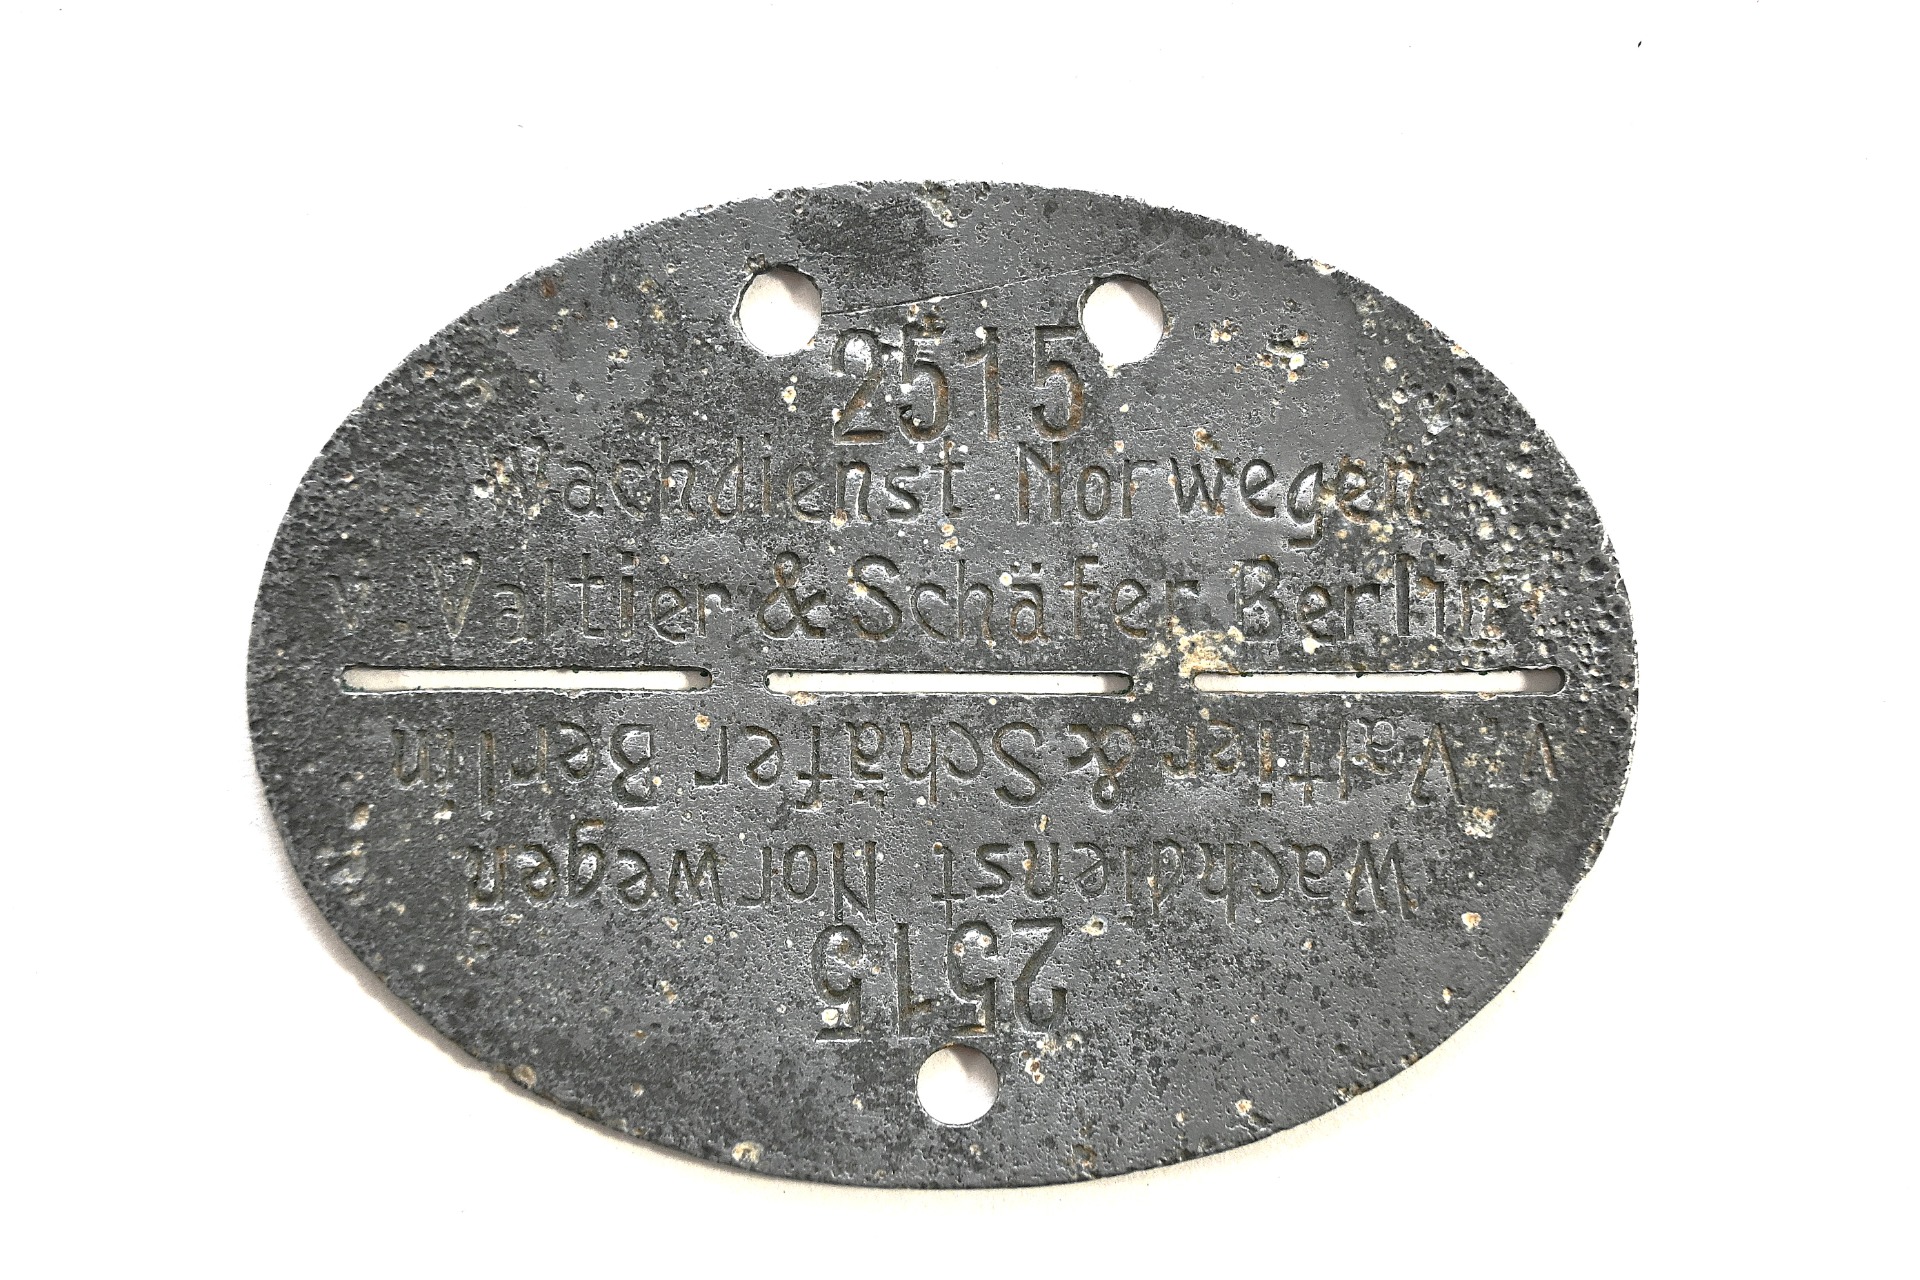 2515
Wachdienst Norwegen
v. Valtier & Schäfer Berlin
v. Valtier & Schäfer Berlin
Wachdienst Norwegen
2515